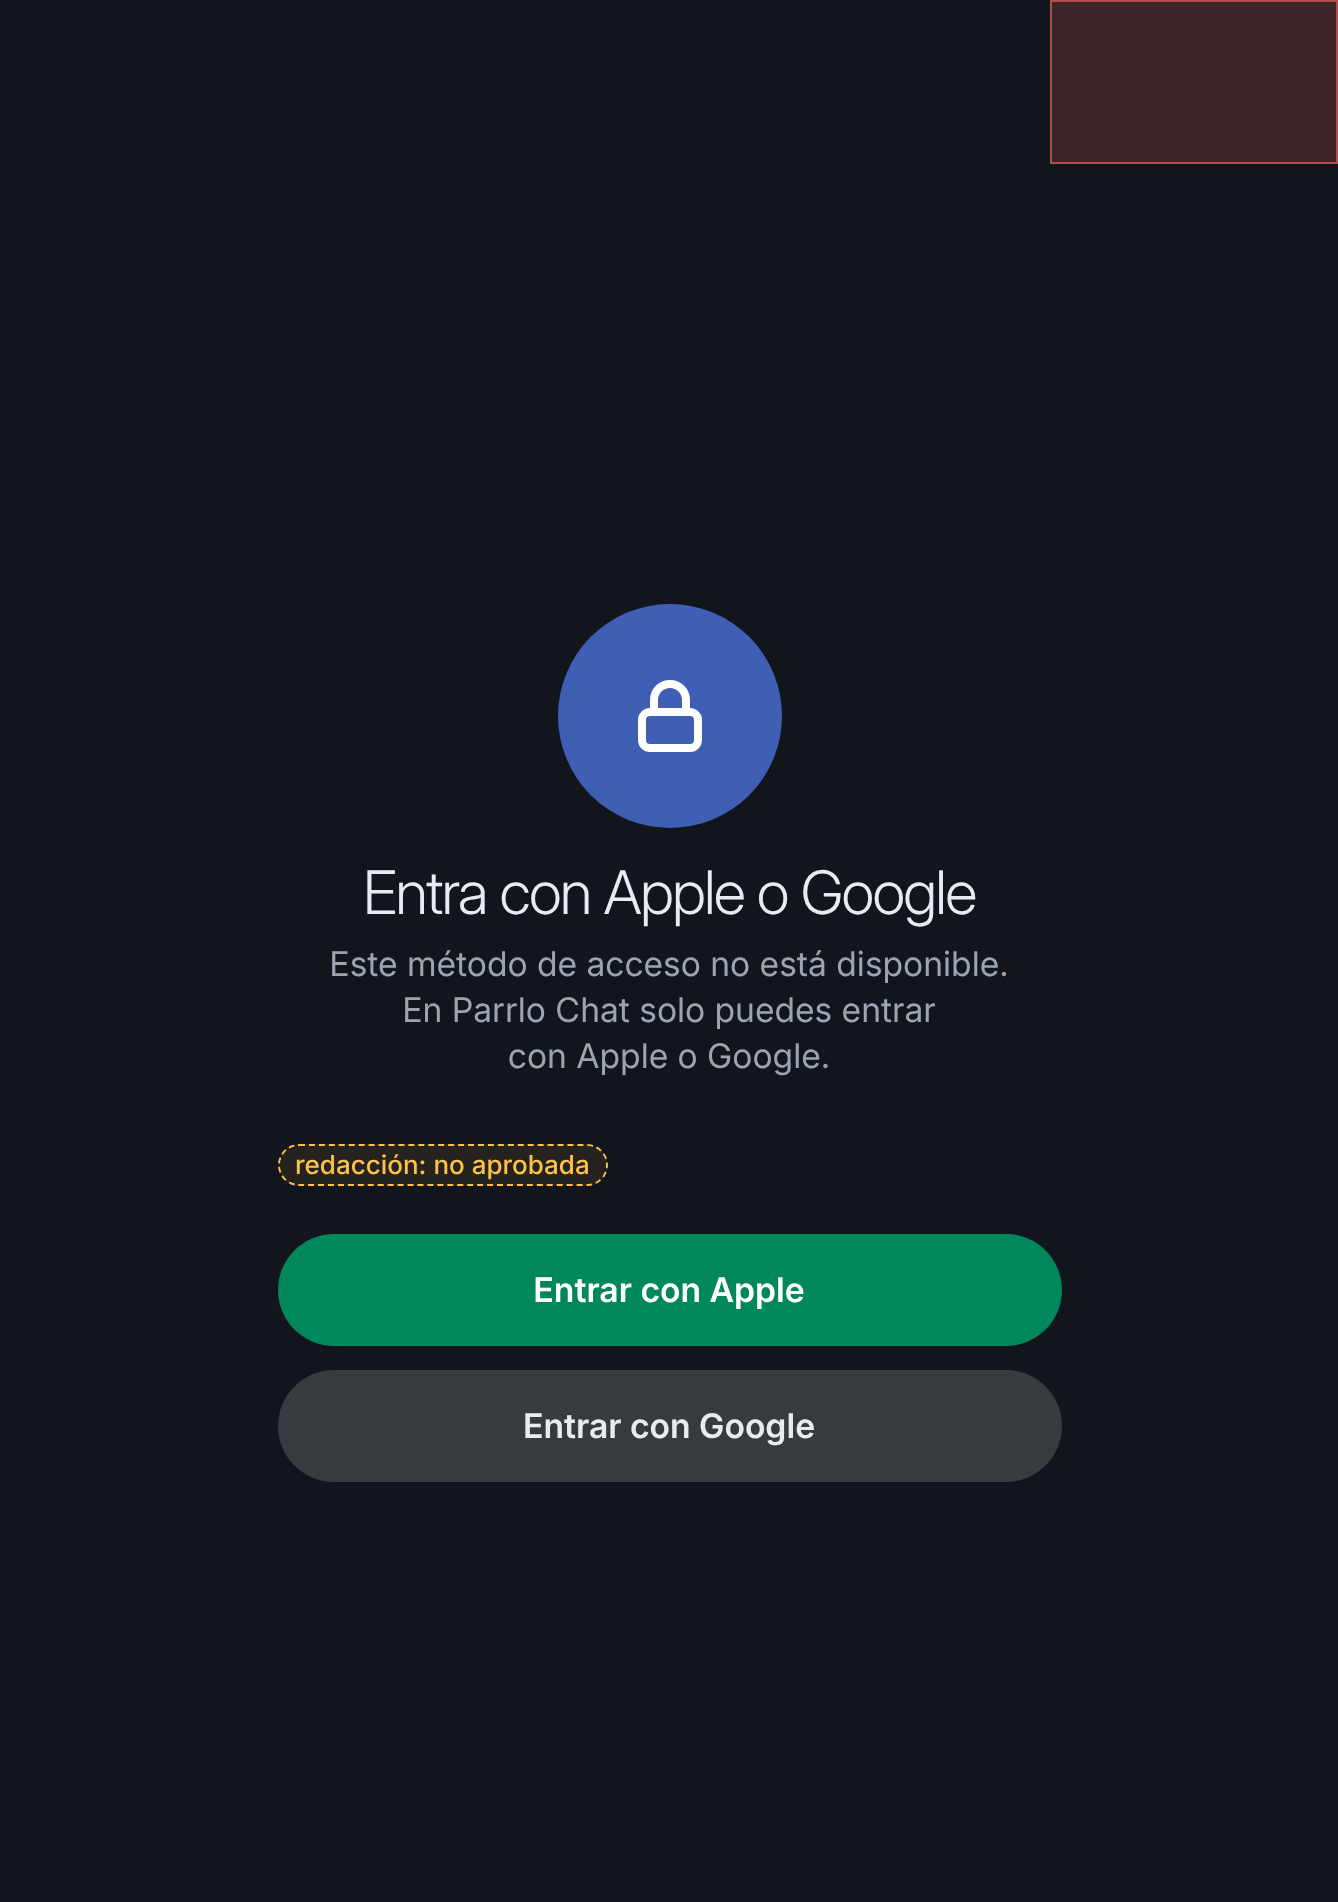 Entra con Apple o Google
Este método de acceso no está disponible.
En Parrlo Chat solo puedes entrar
con Apple o Google.
redacción: no aprobada
Entrar con Apple
Entrar con Google